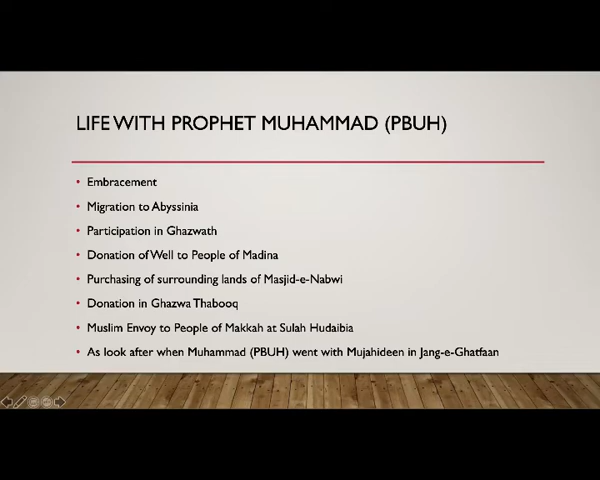 LIFE WITH PROPHET MUHAMMAD (PBUH)
• Embracement
• Migration to Abyssinia
• Participation in Ghazwath
• Donation of Well to People of Madina
• Purchasing of surrounding lands of Masjid-e-Nabwi
• Donation in Ghazwa Thabooq
• Muslim Envoy to People of Makkah at Sulah Hudaibia
• As look after when Muhammad (PBUH) went with Mujahideen in Jang-e-Ghatfaan